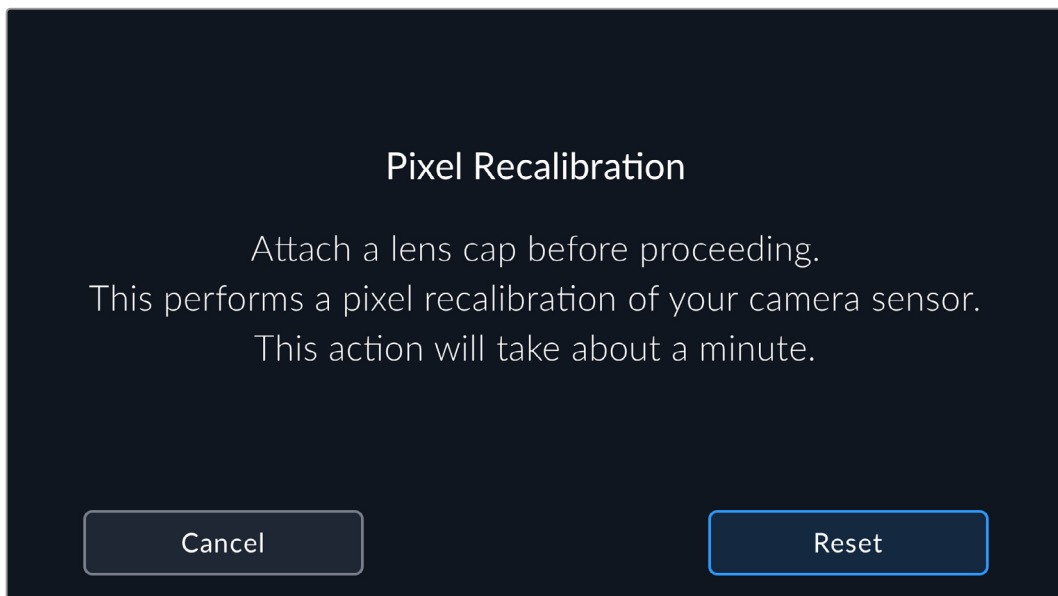 Pixel Recalibration
Attach a lens cap before proceeding.
This performs a pixel recalibration of your camera sensor.
This action will take about a minute.
Cancel
Reset